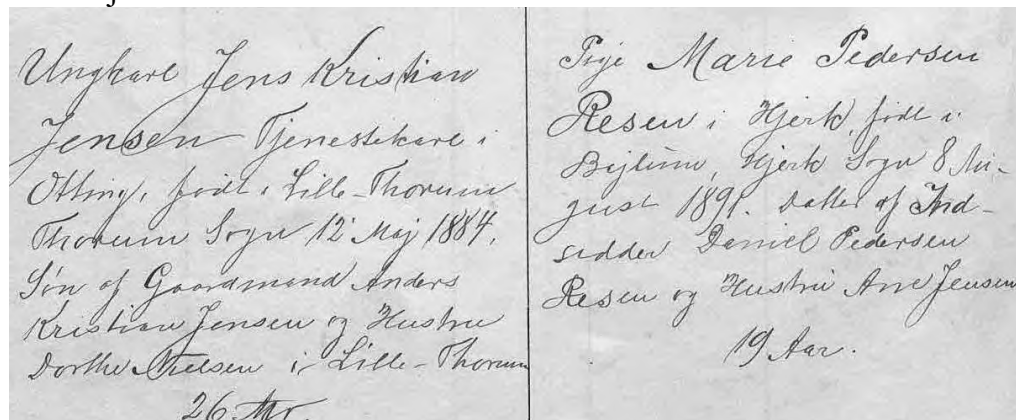 Ungkarl Jens Kristian
Jensen Tjenestekarl i
Otting, født i Lille-Thorum
Thorum Sogn 12 Maj 1884.
Søn af Gaardmand Anders
Kristian Jensen og Hustru
Dorthe Nielsen i Lille-Thorum
26 Aar.
Pige Marie Pedersen
Resen i Hjerk, født i
Bejlum, Hjerk Sogn 8 Au-
gust 1891. Datter af Ind-
sidder Daniel Pedersen
Resen og Hustru Ane Jensen
19 Aar.